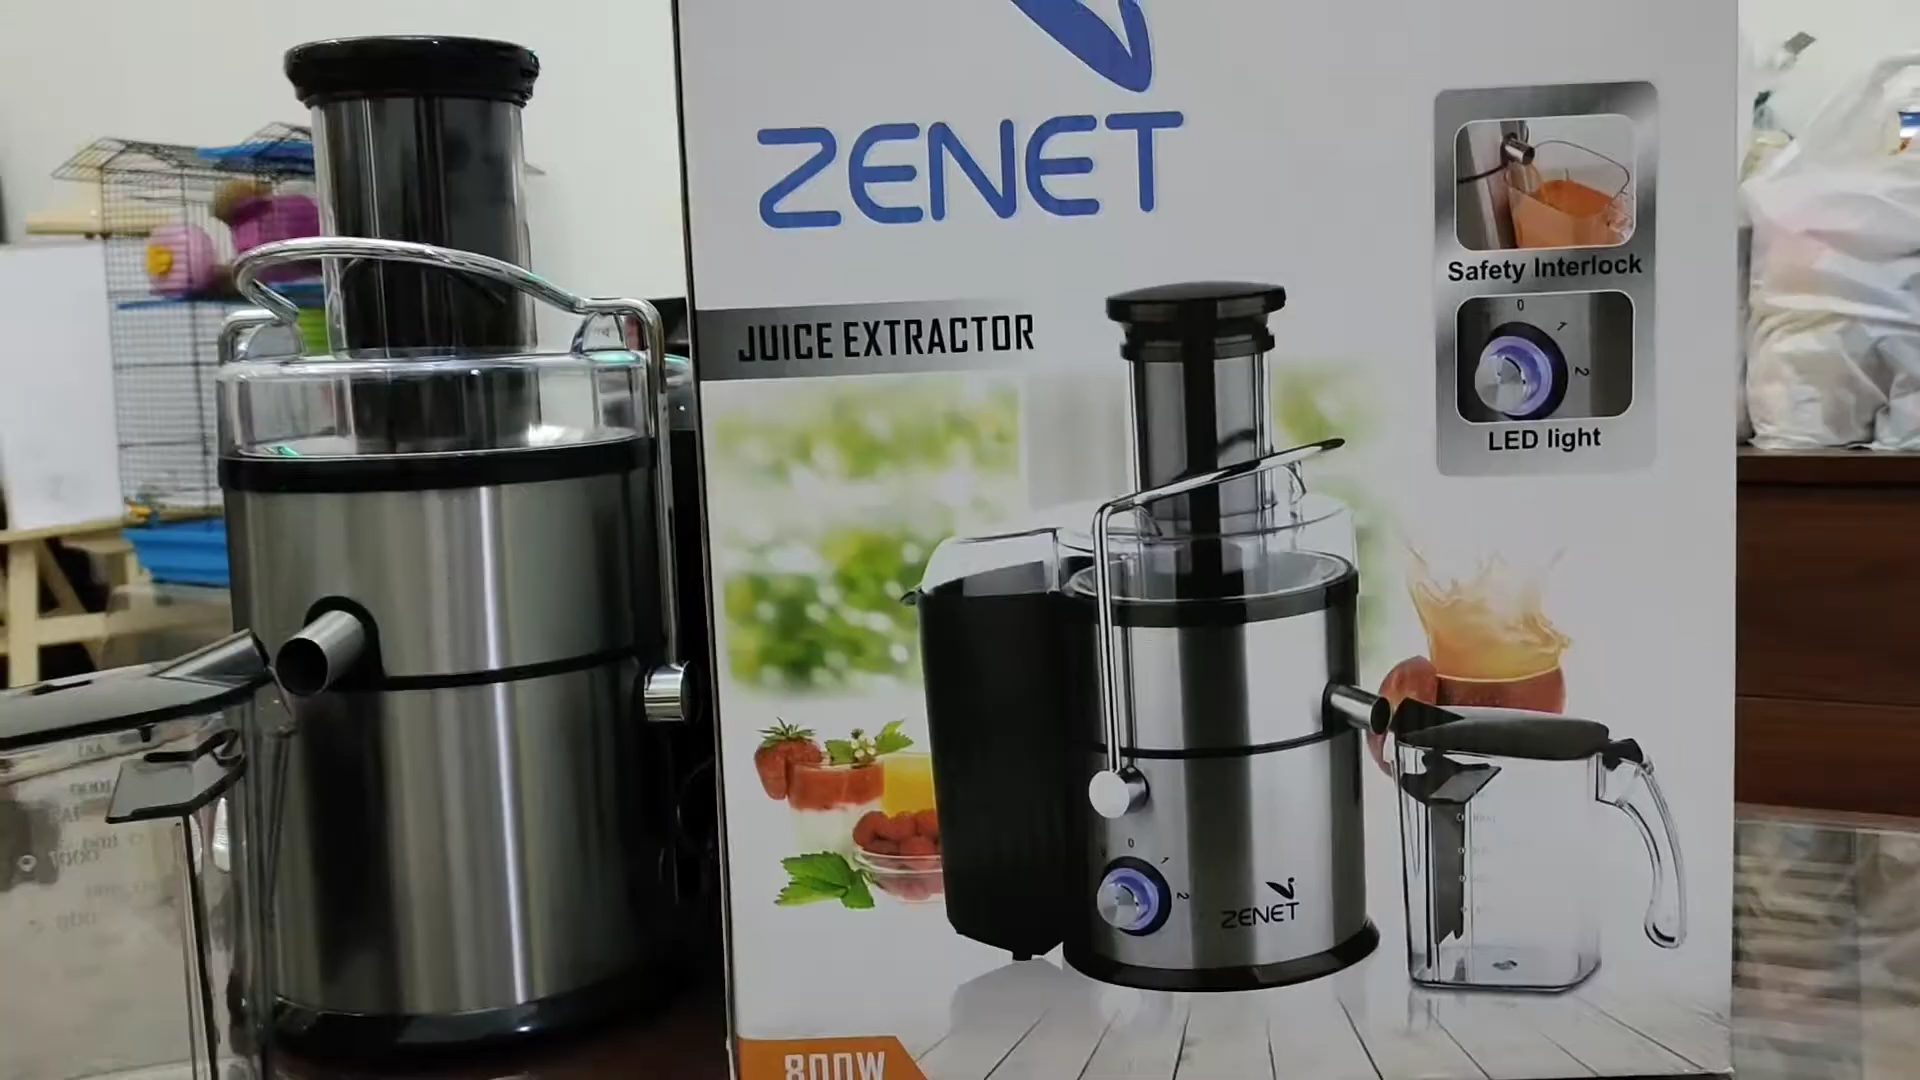 ZENET
JUICE EXTRACTOR
Safety Interlock
0
1
2
LED light
0
1
2
ZENET
800W